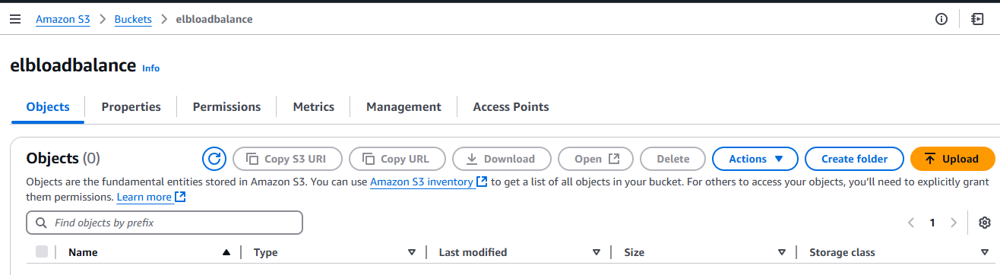 Amazon S3 > Buckets > elbloadbalance
elbloadbalance Info
Objects Properties Permissions Metrics Management Access Points
Objects (0) Copy S3 URI Copy URL Download Open Delete Actions Create folder Upload
Objects are the fundamental entities stored in Amazon S3. You can use Amazon S3 inventory to get a list of all objects in your bucket. For others to access your objects, you’ll need to explicitly grant
them permissions. Learn more
Find objects by prefix 1
Name Type Last modified Size Storage class